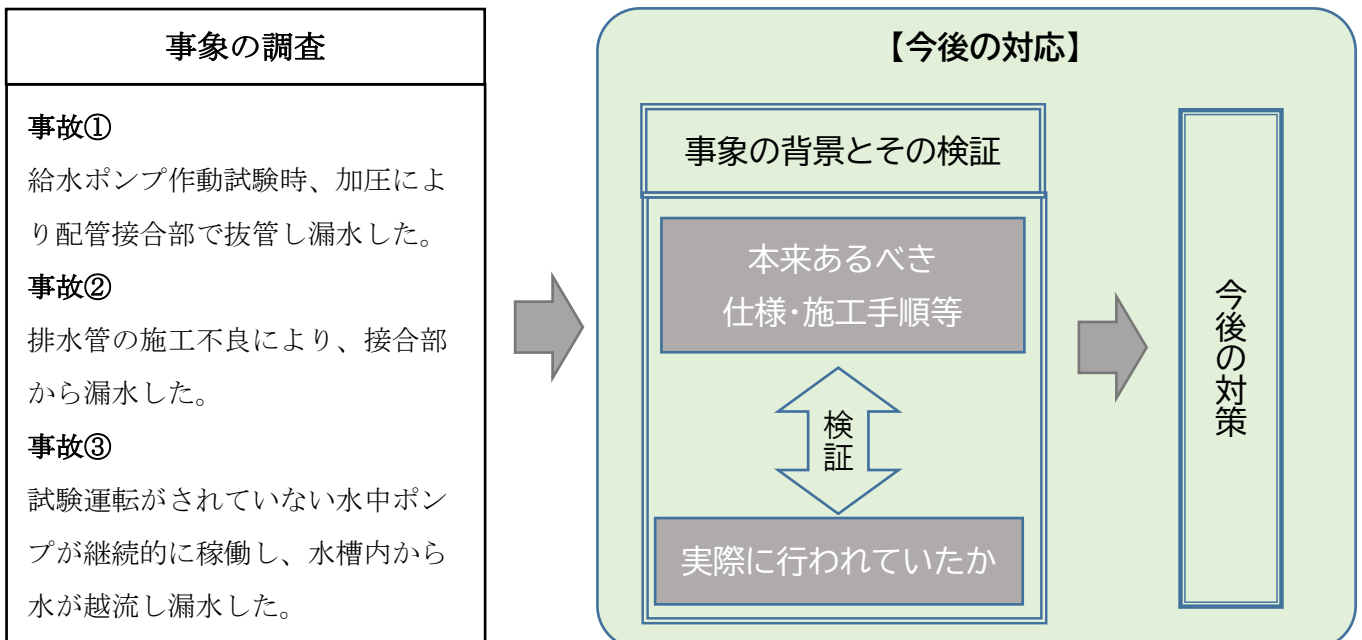 事象の調査
事故①
給水ポンプ作動試験時、加圧によ
り配管接合部で抜管し漏水した。
事故②
排水管の施工不良により、接合部
から漏水した。
事故③
試験運転がされていない水中ポン
プが継続的に稼働し、水槽内から
水が越流し漏水した。
【今後の対応】
事象の背景とその検証
本来あるべき
仕様・施工手順等
検証
実際に行われていたか
今後の対策